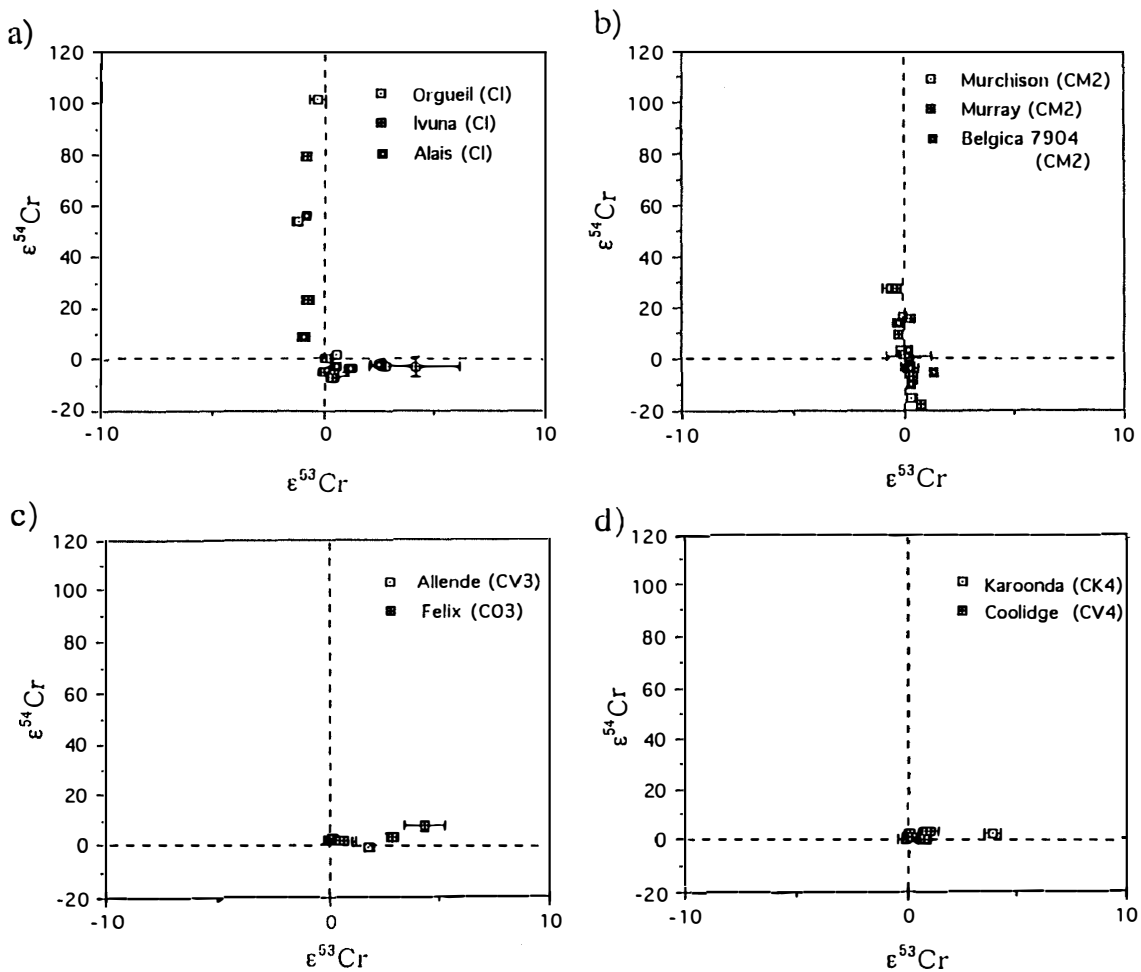 a)
120
100
80
60
40
20
0
-20
-10
0
10
ε54Cr
ε53Cr
Orgueil (CI)
Ivuna (CI)
Alais (CI)
b)
120
100
80
60
40
20
0
-20
-10
0
10
ε54Cr
ε53Cr
Murchison (CM2)
Murray (CM2)
Belgica 7904
(CM2)
c)
120
100
80
60
40
20
0
-20
-10
0
10
ε54Cr
ε53Cr
Allende (CV3)
Felix (CO3)
d)
120
100
80
60
40
20
0
-20
-10
0
10
ε54Cr
ε53Cr
Karoonda (CK4)
Coolidge (CV4)